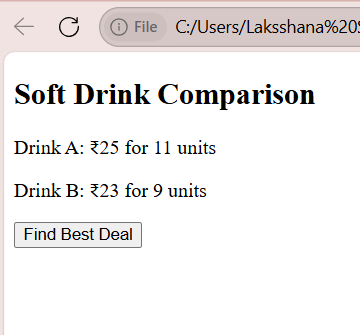 File C:/Users/Laksshana%20
Soft Drink Comparison
Drink A: ₹25 for 11 units
Drink B: ₹23 for 9 units
Find Best Deal